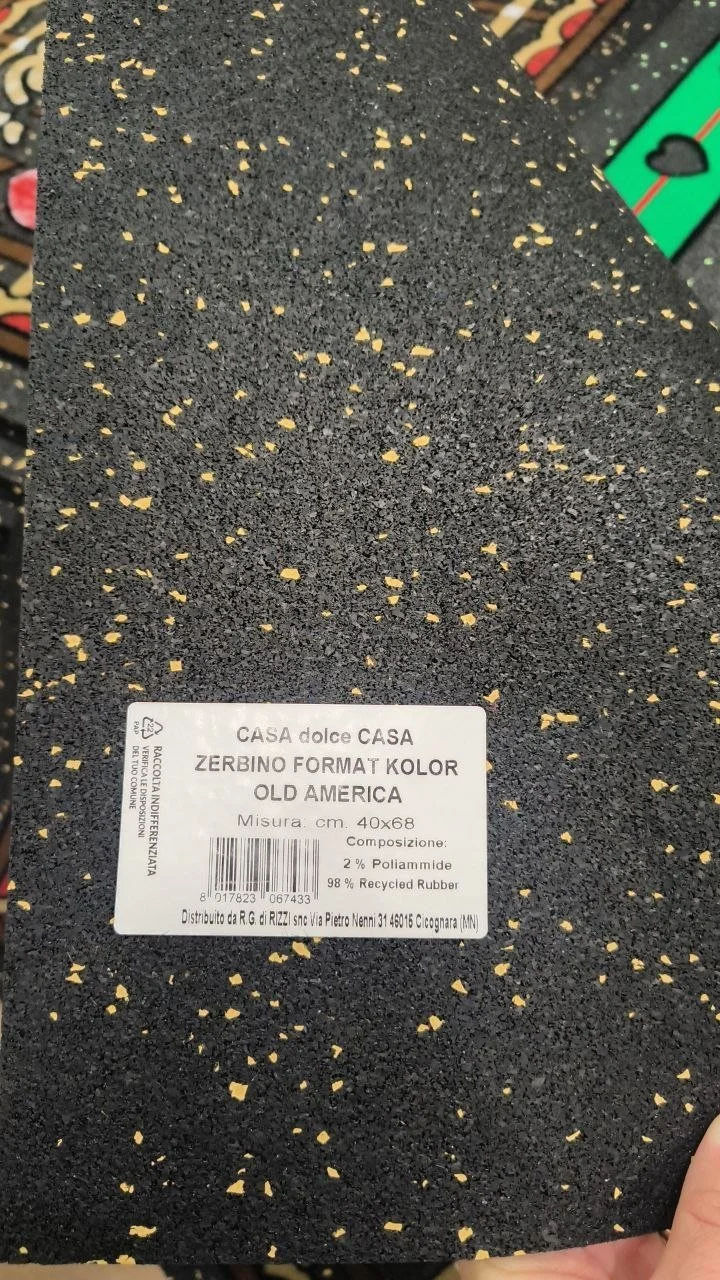 CASA dolce CASA
ZERBINO FORMAT KOLOR
OLD AMERICA
Misura: cm. 40x68
Composizione:
2 % Poliammide
98 % Recycled Rubber
8 017823 067433
Distribuito da R.G. di RIZZI snc Via Pietro Nenni 31 46015 Cicognara (MN)
22
PAP
RACCOLTA INDIFFERENZIATA
VERIFICA LE DISPOSIZIONI
DEL TUO COMUNE